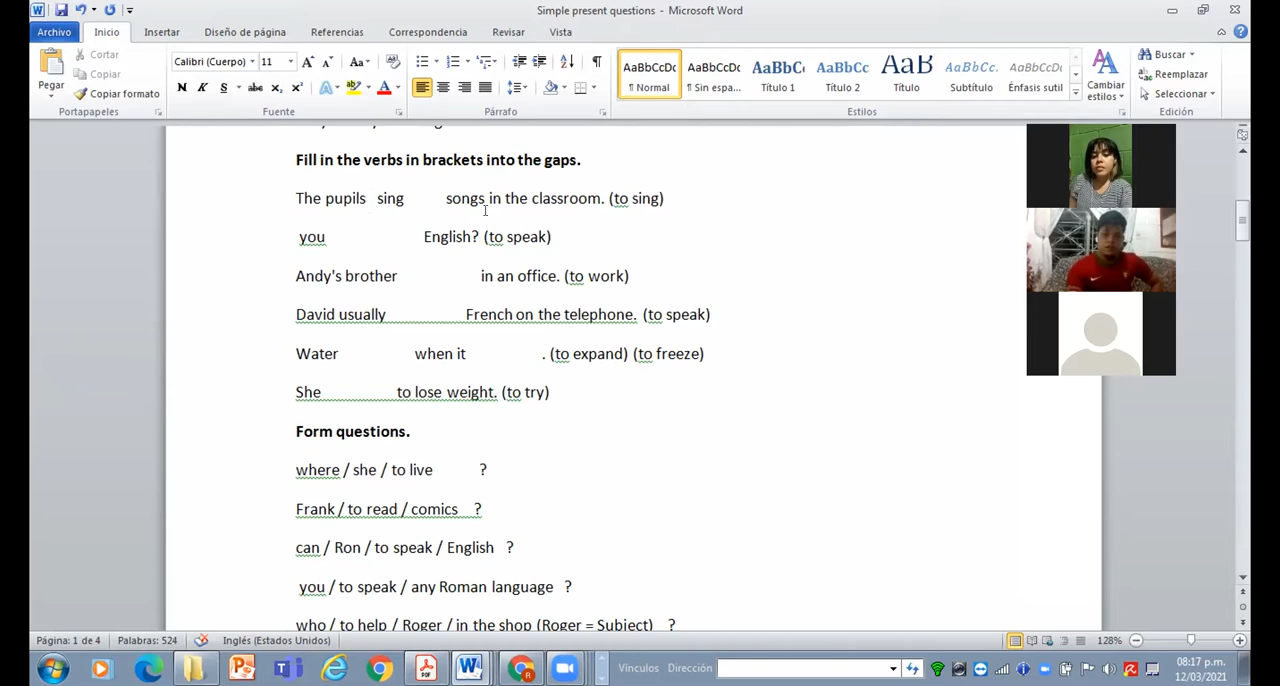 Simple present questions - Microsoft Word
Archivo Inicio Insertar Diseño de página Referencias Correspondencia Revisar Vista
Pegar
Cortar
Copiar
Copiar formato
Portapapeles
Calibri (Cuerpo) 11
Fuente
Párrafo
AaBbCcDc AaBbCcDc AaBbC AaBbCc AaB AaBbCc. AaBbCcDc
¶ Normal ¶ Sin espa... Título 1 Título 2 Título Subtítulo Énfasis sutil
Estilos
Cambiar estilos
Buscar
Reemplazar
Seleccionar
Edición
Fill in the verbs in brackets into the gaps.
The pupils sing songs in the classroom. (to sing)
you English? (to speak)
Andy's brother in an office. (to work)
David usually French on the telephone. (to speak)
Water when it . (to expand) (to freeze)
She to lose weight. (to try)
Form questions.
where / she / to live ?
Frank / to read / comics ?
can / Ron / to speak / English ?
you / to speak / any Roman language ?
who / to help / Roger / in the shop (Roger = Subject) ?
Página: 1 de 4 Palabras: 524 Inglés (Estados Unidos) 128%
Vínculos Dirección
08:17 p.m.
12/03/2021